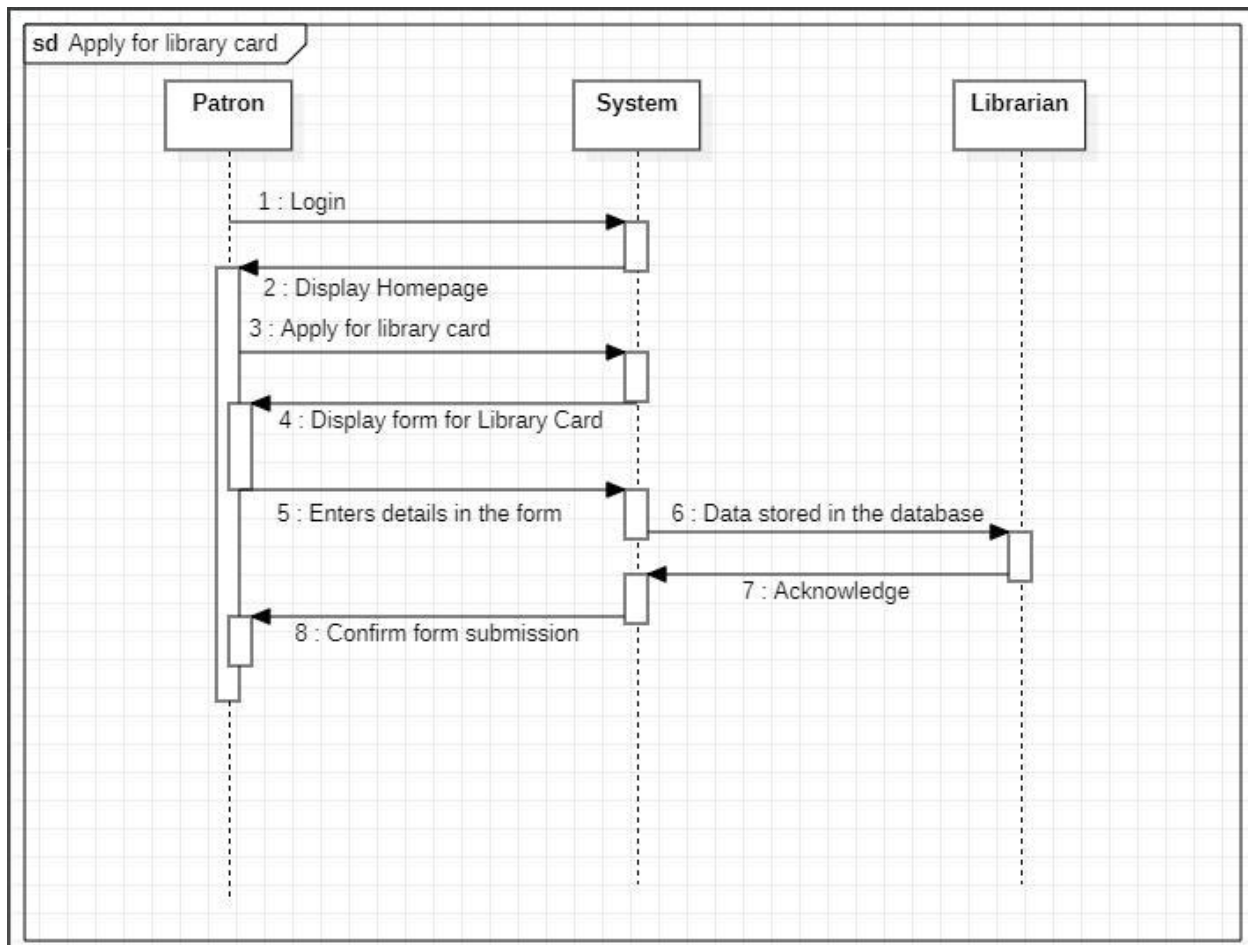 sd Apply for library card
Patron
System
Librarian
1 : Login
2 : Display Homepage
3 : Apply for library card
4 : Display form for Library Card
5 : Enters details in the form
6 : Data stored in the database
7 : Acknowledge
8 : Confirm form submission